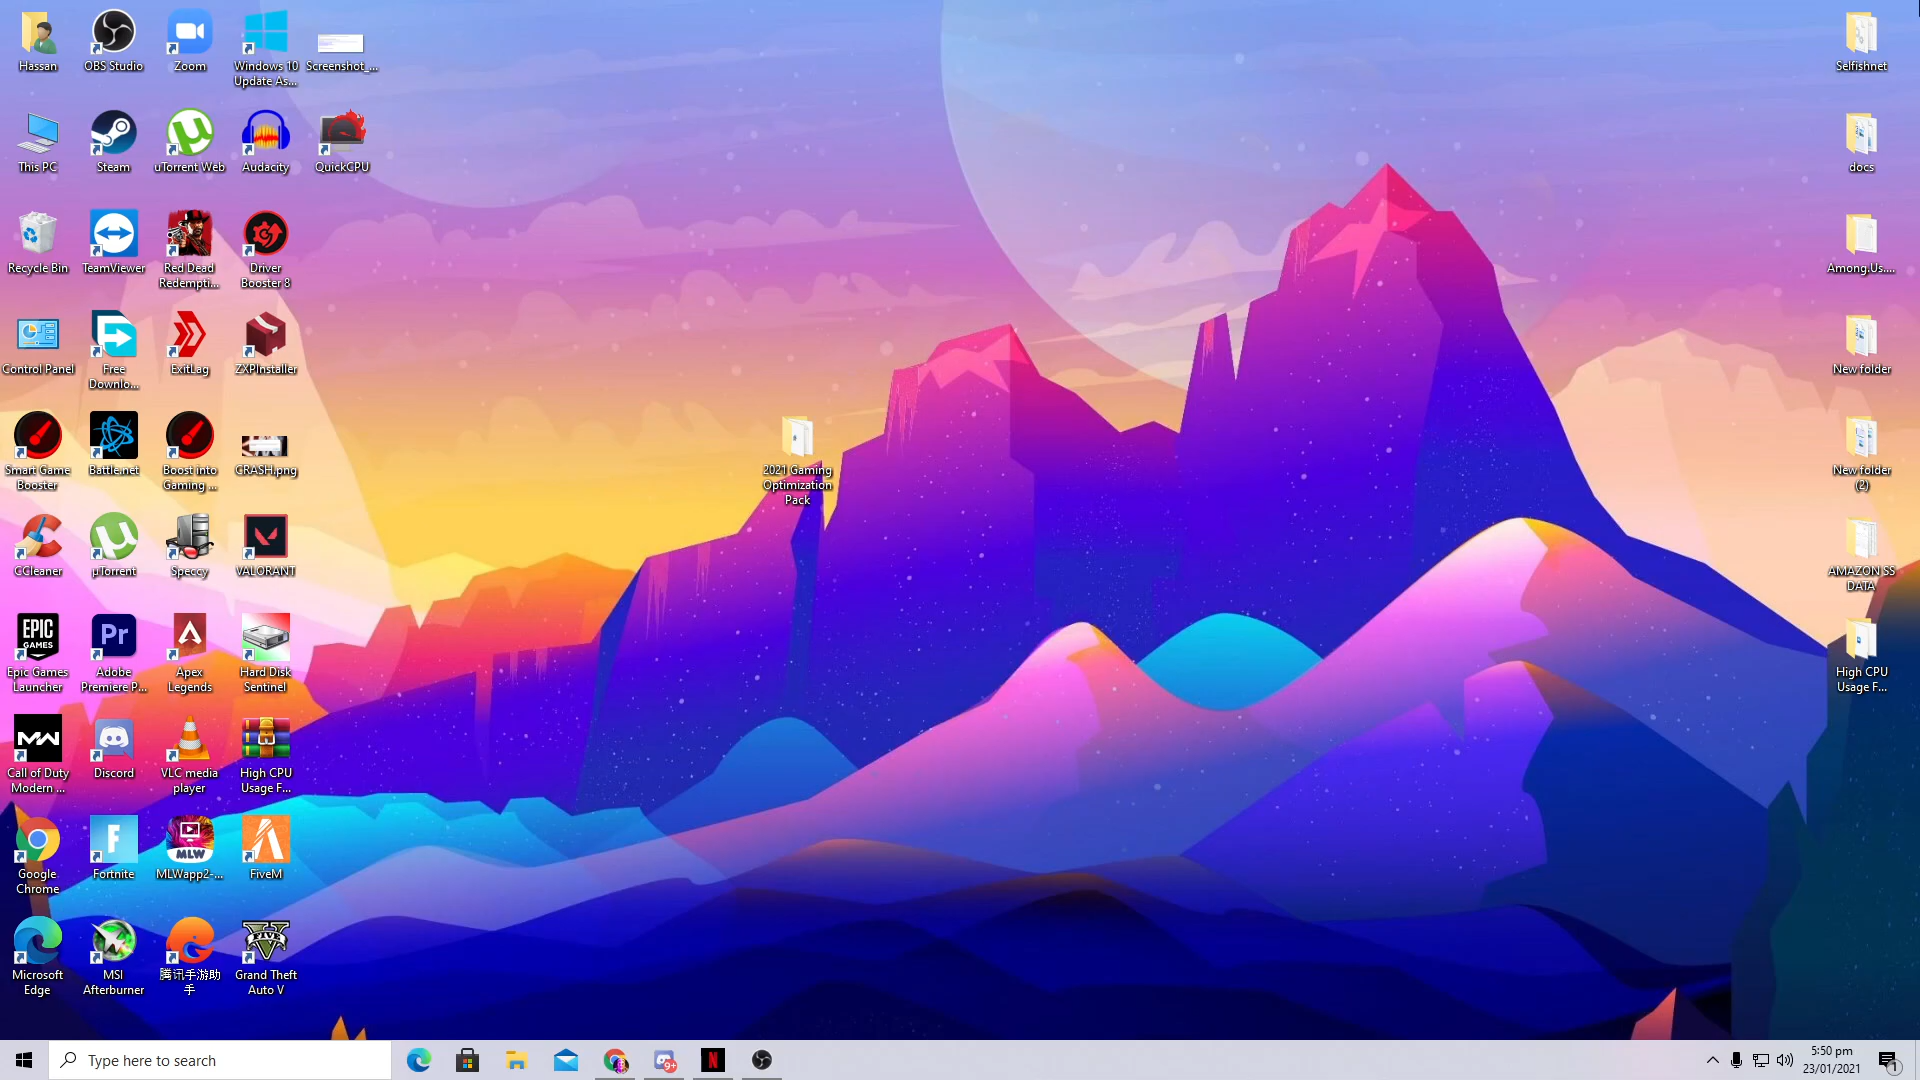 Hassan
OBS Studio
Zoom
Windows 10
Update As...
Screenshot_...
Selfishnet
This PC
Steam
uTorrent Web
Audacity
QuickCPU
docs
Recycle Bin
TeamViewer
Red Dead
Redempti...
Driver
Booster 8
Among.Us....
Control Panel
Free
Downlo...
ExitLag
ZXPInstaller
New folder
Smart Game
Booster
Battle.net
Boost into
Gaming ...
CRASH.png
2021 Gaming
Optimization
Pack
New folder
(2)
CCleaner
µTorrent
Speccy
VALORANT
AMAZON SS
DATA
EPIC
GAMES
Epic Games
Launcher
Pr
Adobe
Premiere P...
Apex
Legends
Hard Disk
Sentinel
High CPU
Usage F...
MW
Call of Duty
Modern ...
Discord
VLC media
player
High CPU
Usage F...
Google
Chrome
F
Fortnite
MLW
MLWapp2-...
FiveM
Microsoft
Edge
MSI
Afterburner
腾讯手游助
手
FIVE
Grand Theft
Auto V
Type here to search
9+
N
5:50 pm
23/01/2021
1